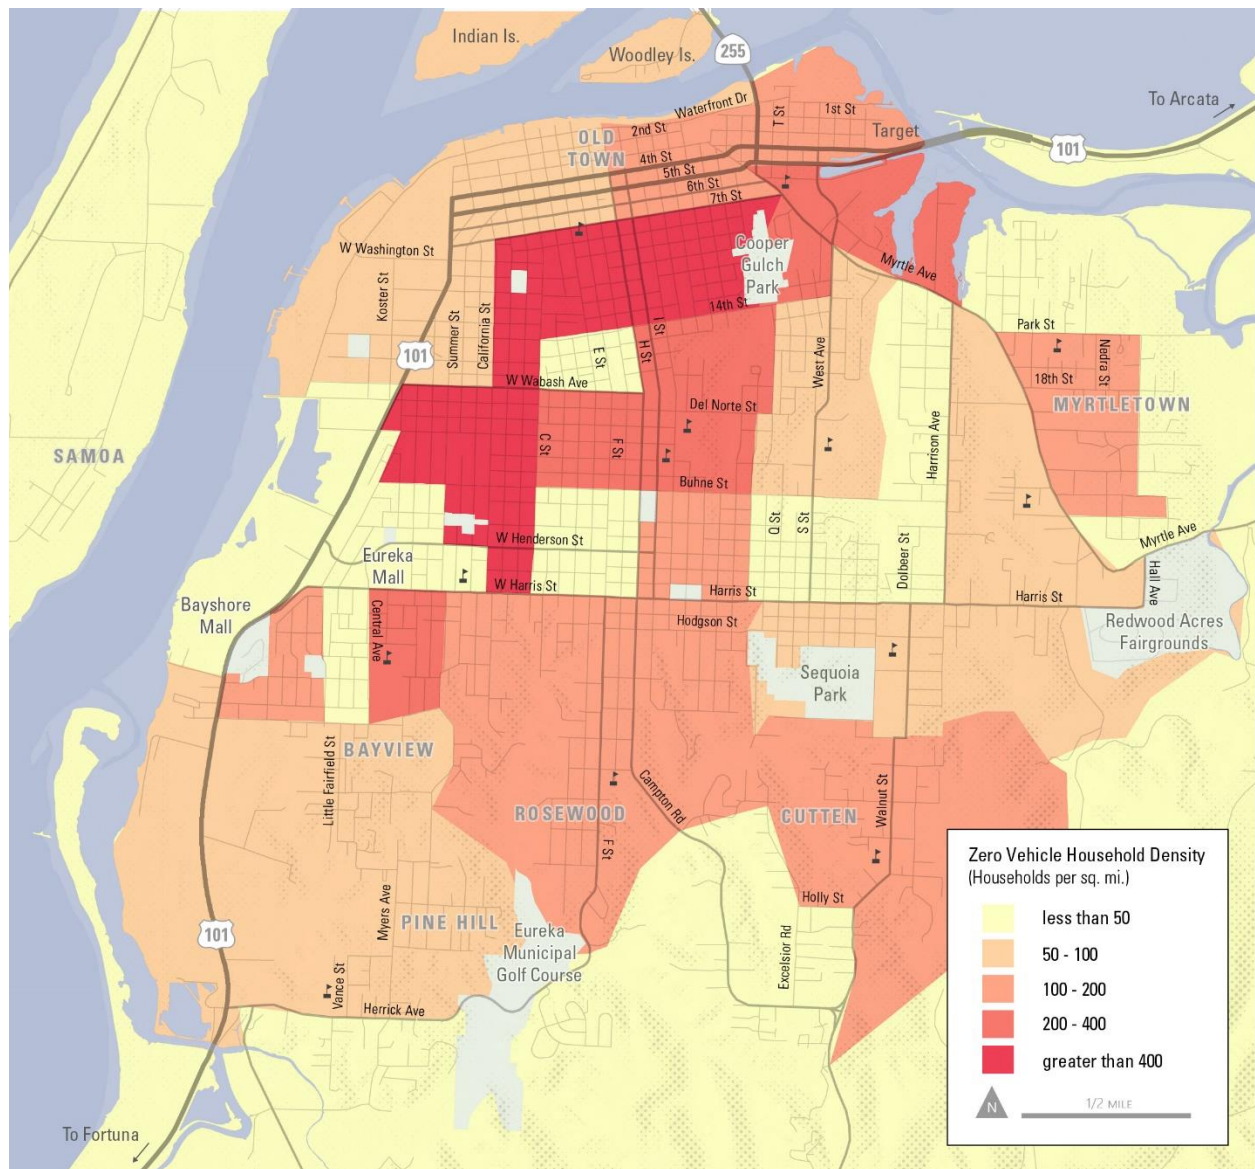 Indian Is.
Woodley Is.
255
To Arcata
Waterfront Dr
T St
1st St
2nd St
Target
OLD
TOWN
101
4th St
5th St
6th St
7th St
W Washington St
Cooper
Gulch
Park
Myrtle Ave
Koster St
Summer St
California St
14th St
I St
H St
E St
West Ave
Park St
Nedra St
18th St
101
W Wabash Ave
Del Norte St
MYRTLETOWN
SAMOA
C St
F St
Harrison Ave
Buhne St
Q St
S St
W Henderson St
Dolbeer St
Myrtle Ave
Eureka
Mall
W Harris St
Harris St
Harris St
Hall Ave
Bayshore
Mall
Central Ave
Hodgson St
Redwood Acres
Fairgrounds
Sequoia
Park
BAYVIEW
Little Fairfield St
Campton Rd
Walnut St
ROSEWOOD
CUTTEN
F St
Holly St
Myers Ave
PINE HILL
Eureka
Municipal
Golf Course
Excelsior Rd
101
Vance St
Herrick Ave
To Fortuna
Zero Vehicle Household Density
(Households per sq. mi.)
less than 50
50 - 100
100 - 200
200 - 400
greater than 400
N
1/2 MILE